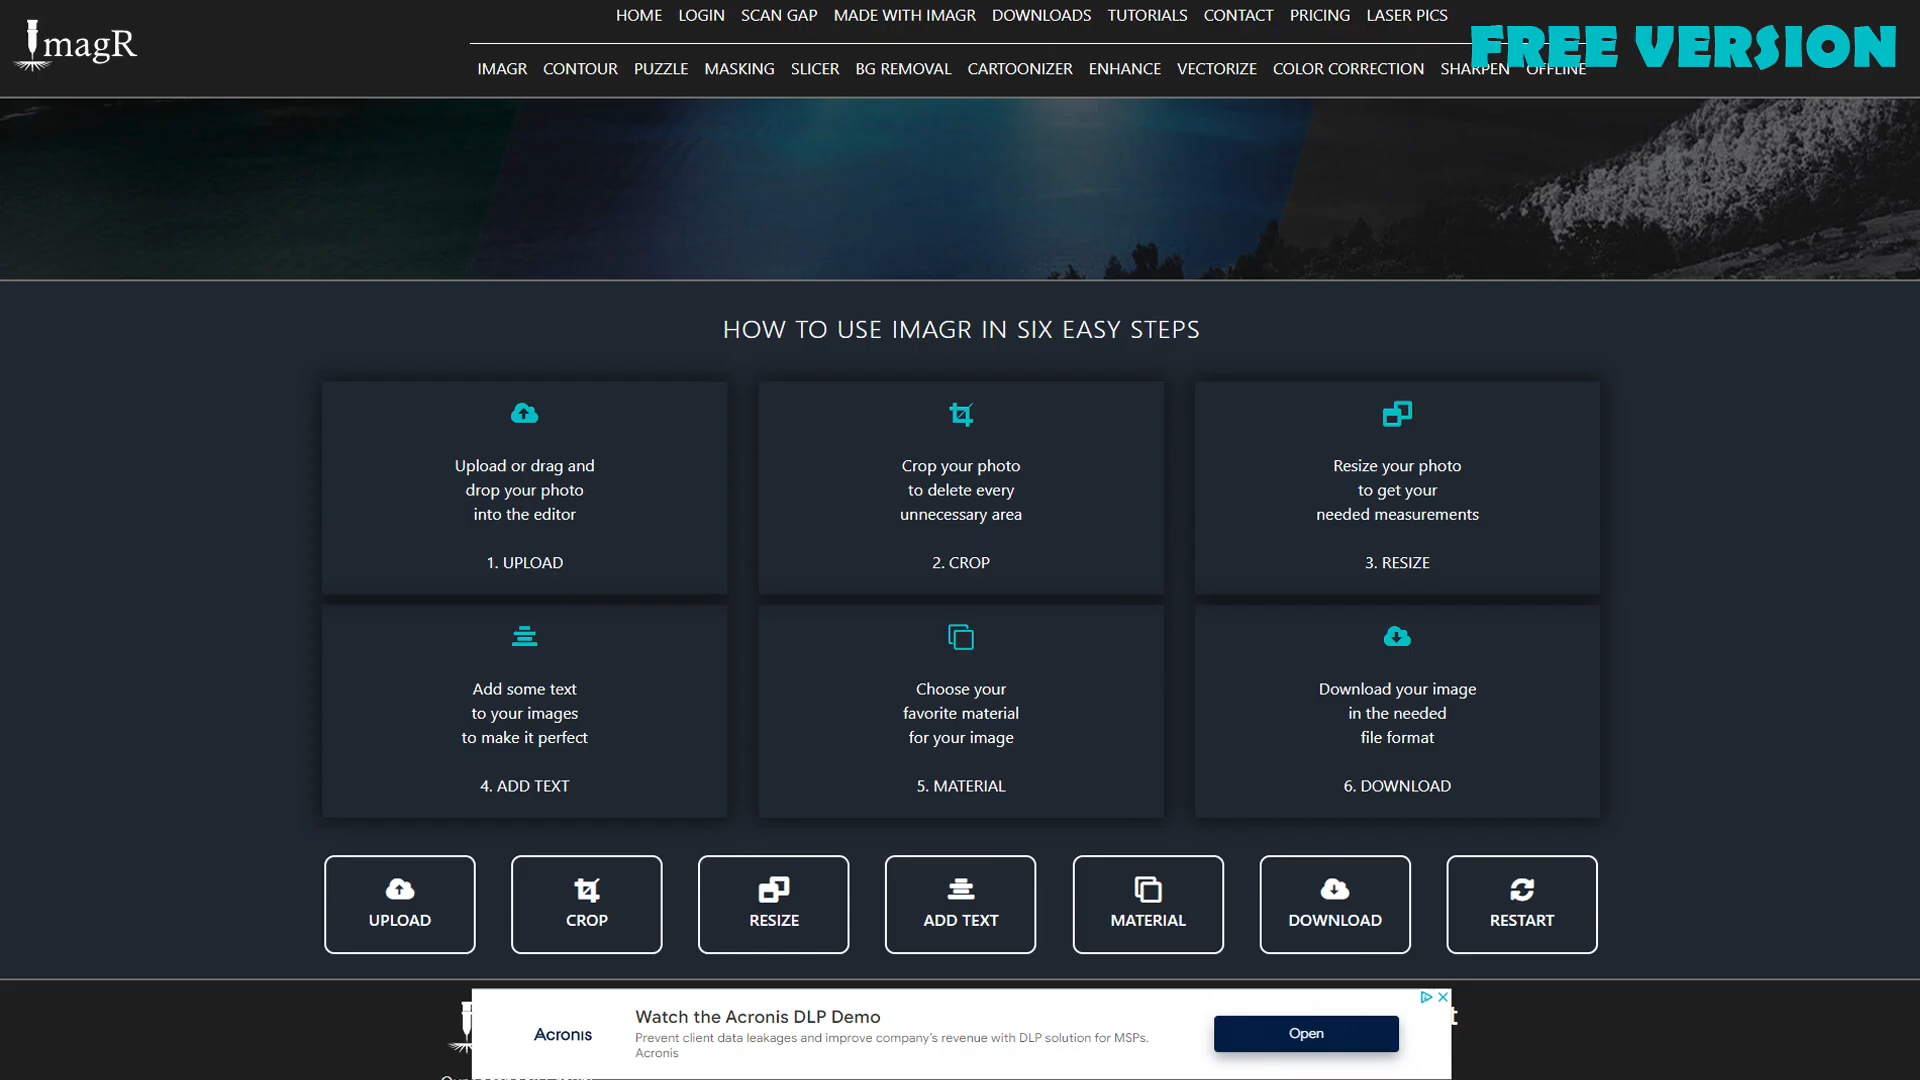 ImagR
HOME LOGIN SCAN GAP MADE WITH IMAGR DOWNLOADS TUTORIALS CONTACT PRICING LASER PICS
FREE VERSION
IMAGR CONTOUR PUZZLE MASKING SLICER BG REMOVAL CARTOONIZER ENHANCE VECTORIZE COLOR CORRECTION SHARPEN OFFLINE
HOW TO USE IMAGR IN SIX EASY STEPS
Upload or drag and
drop your photo
into the editor
1. UPLOAD
Crop your photo
to delete every
unnecessary area
2. CROP
Resize your photo
to get your
needed measurements
3. RESIZE
Add some text
to your images
to make it perfect
4. ADD TEXT
Choose your
favorite material
for your image
5. MATERIAL
Download your image
in the needed
file format
6. DOWNLOAD
UPLOAD
CROP
RESIZE
ADD TEXT
MATERIAL
DOWNLOAD
RESTART
Acronis
Watch the Acronis DLP Demo
Prevent client data leakages and improve company's revenue with DLP solution for MSPs.
Acronis
Open